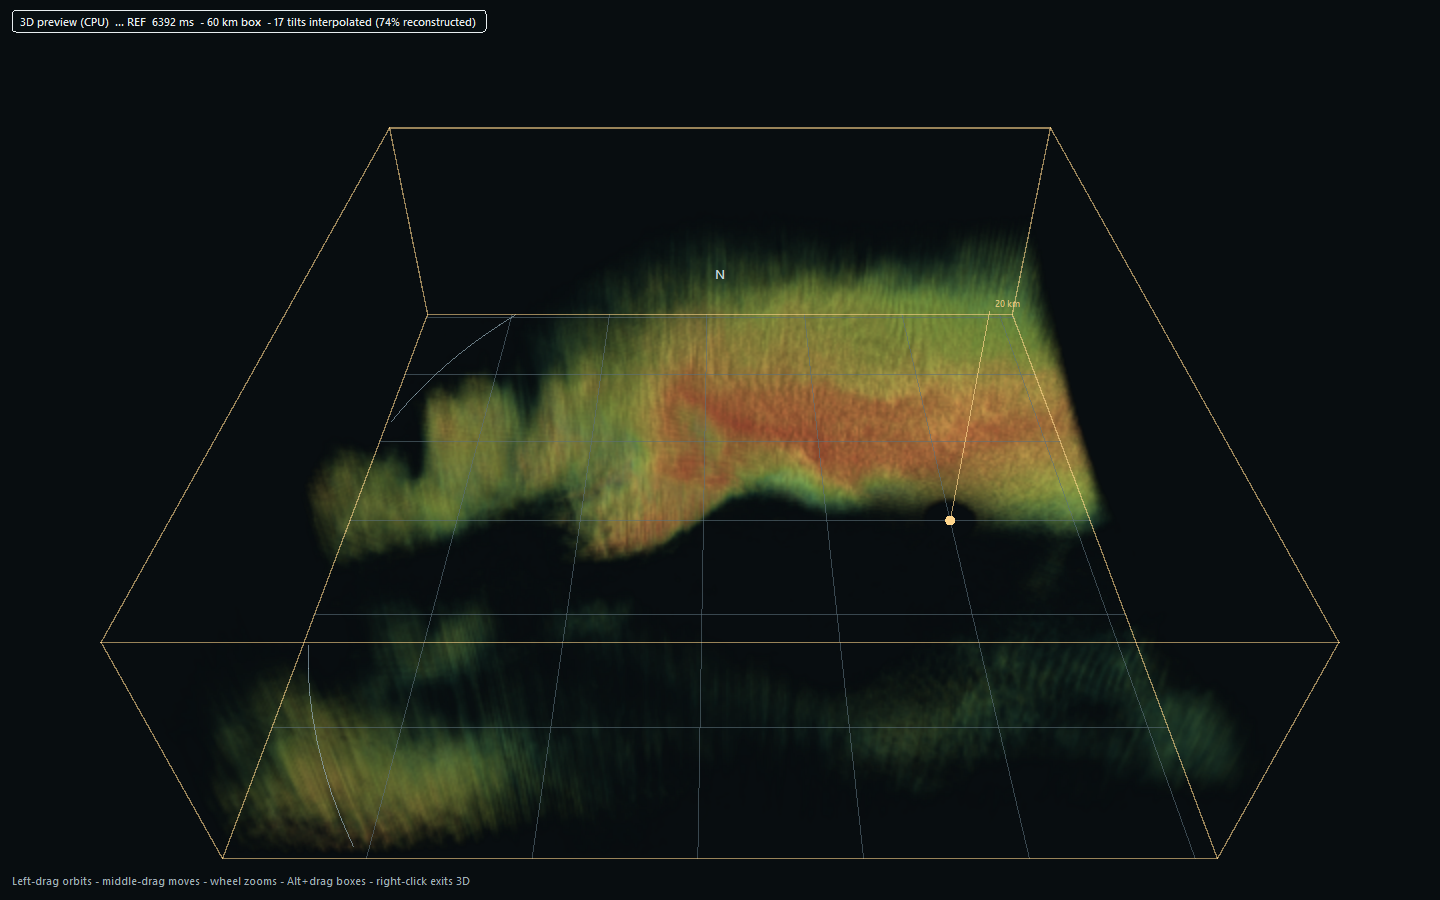 3D preview (CPU) ... REF 6392 ms - 60 km box - 17 tilts interpolated (74% reconstructed)
N
20 km
Left-drag orbits - middle-drag moves - wheel zooms - Alt+drag boxes - right-click exits 3D